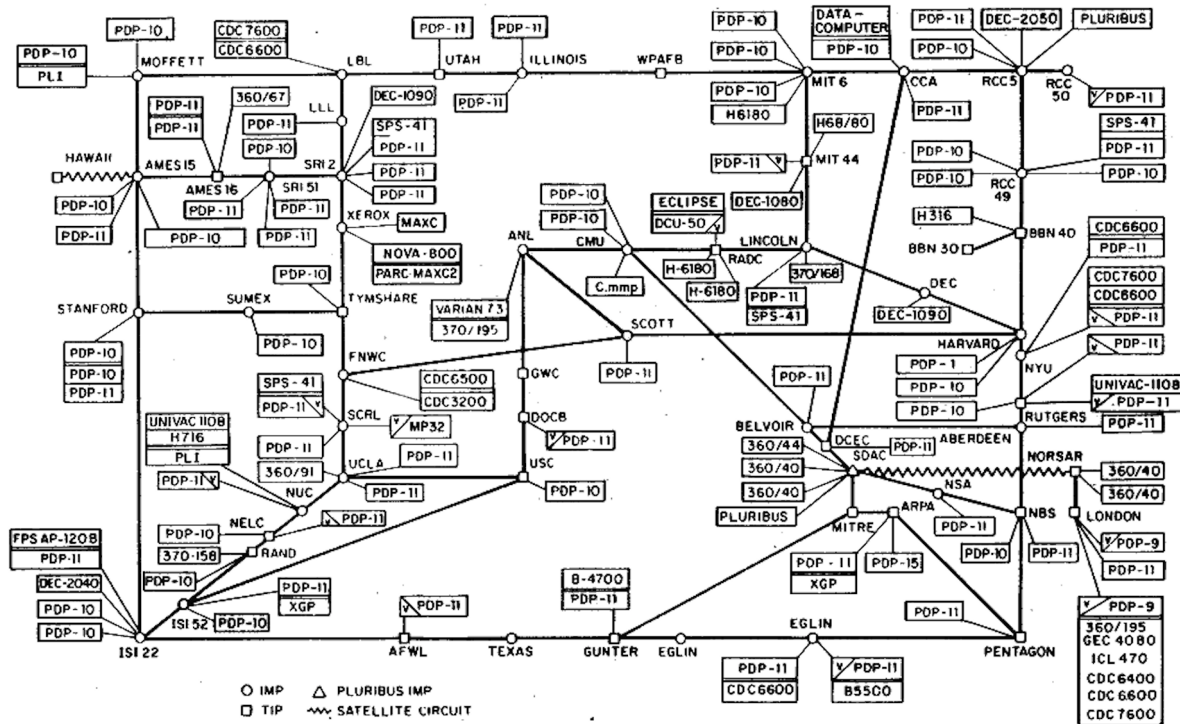 PDP-10
CDC 7600
CDC 6600
PDP-11
PDP-11
PDP-10
PDP-10
PDP-10
H6180
DATA-
COMPUTER
PDP-10
PDP-11
PDP-10
DEC-2050
PLURIBUS
PDP-10
PLI
MOFFETT
LBL
UTAH
ILLINOIS
WPAFB
MIT 6
CCA
RCC 5
RCC
50
PDP-11
PDP-11
PDP-11
360/67
LLL
PDP-11
DEC-1090
PDP-11
H68/80
PDP-11
V PDP-11
SPS-41
PDP-11
PDP-10
HAWAII
AMES 15
AMES 16
PDP-10
SRI 51
SRI 2
SPS-41
PDP-11
PDP-11
PDP-11
PDP-11 V
MIT 44
DEC-1080
PDP-10
PDP-10
RCC
49
PDP-10
PDP-11
PDP-10
PDP-11
PDP-11
PDP-11
XEROX
MAXC
NOVA-800
PARC-MAXC2
PDP-10
PDP-10
ECLIPSE
DCU-50 V
H316
BBN 30
BBN 40
ANL
CMU
C.mmp
RADC
H-6180
H-6180
LINCOLN
370/168
PDP-11
SPS-41
CDC6600
PDP-11
CDC7600
CDC6600
V PDP-11
V PDP-11
PDP-10
STANFORD
SUMEX
TYMSHARE
PDP-10
VARIAN 73
370/195
SCOTT
PDP-11
DEC
DEC-1090
HARVARD
PDP-1
PDP-10
NYU
PDP-10
PDP-10
PDP-11
FNWC
CDC6500
CDC3200
GWC
PDP-11
PDP-10
UNIVAC-1108
V PDP-11
PDP-11
RUTGERS
SPS-41
PDP-11 V
SCRL
V MP32
DOCB
V PDP-11
BELVOIR
ABERDEEN
UNIVAC 1108
H716
PLI
PDP-11 V
PDP-11
360/91
UCLA
PDP-11
PDP-11
USC
PDP-10
360/44
360/40
360/40
PLURIBUS
DCEC
PDP-11
SDAC
NORSAR
360/40
360/40
NSA
PDP-11
NUC
NELC
PDP-10
V PDP-11
MITRE
ARPA
NBS
PDP-10
PDP-11
LONDON
V PDP-9
PDP-11
FPS AP-120B
PDP-11
DEC-2040
PDP-10
PDP-10
370-158
RAND
PDP-10
PDP-11
XGP
ISI 52
PDP-10
PDP-11
XGP
PDP-15
V PDP-11
B-4700
PDP-11
EGLIN
PDP-11
V PDP-9
360/195
GEC 4080
ICL 470
CDC6400
CDC6600
CDC7600
ISI 22
AFWL
TEXAS
GUNTER
EGLIN
PENTAGON
PDP-11
CDC6600
V PDP-11
B5500
IMP
PLURIBUS IMP
TIP
SATELLITE CIRCUIT